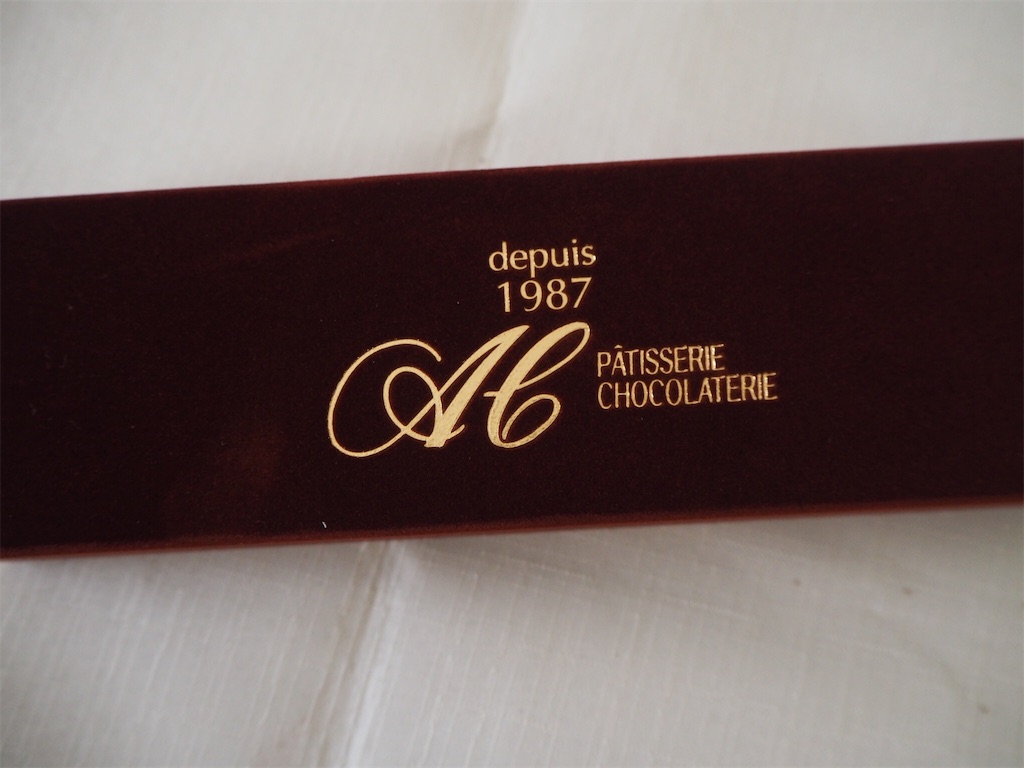 depuis
1987
AC
PÂTISSERIE
CHOCOLATERIE